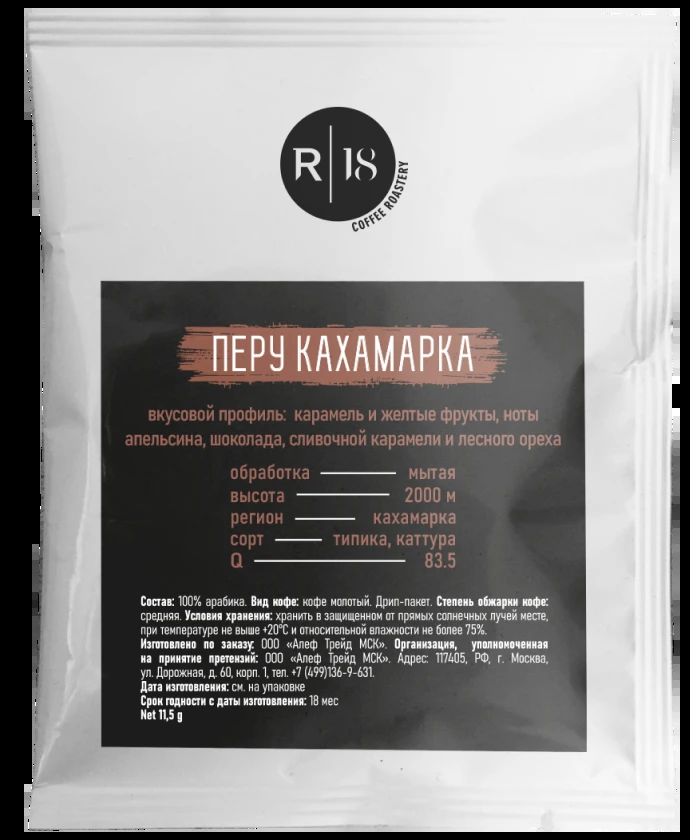 R 18
COFFEE ROASTERY
ПЕРУ КАХАМАРКА
вкусовой профиль: карамель и желтые фрукты, ноты
апельсина, шоколада, сливочной карамели и лесного ореха
обработка мытая
высота 2000 м
регион кахамарка
сорт типика, каттура
Q 83.5
Состав: 100% арабика. Вид кофе: кофе молотый. Дрип-пакет. Степень обжарки кофе:
средняя. Условия хранения: хранить в защищенном от прямых солнечных лучей месте,
при температуре не выше +20°С и относительной влажности не более 75%.
Изготовлено по заказу: ООО «Алеф Трейд МСК». Организация, уполномоченная
на принятие претензий: ООО «Алеф Трейд МСК». Адрес: 117405, РФ, г. Москва,
ул. Дорожная, д. 60, корп. 1, тел. +7 (499)136-9-631.
Дата изготовления: см. на упаковке
Срок годности с даты изготовления: 18 мес
Net 11,5 g